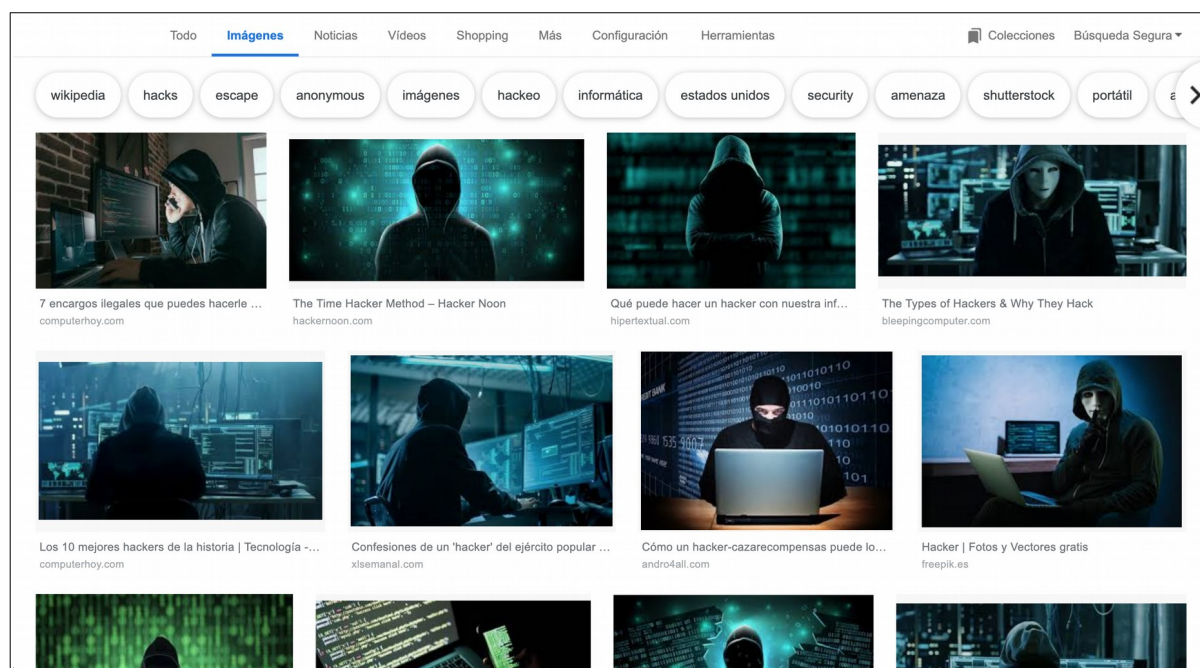 Todo Imágenes Noticias Vídeos Shopping Más Configuración Herramientas Colecciones Búsqueda Segura
wikipedia hacks escape anonymous imágenes hackeo informática estados unidos security amenaza shutterstock portátil
7 encargos ilegales que puedes hacerle ... The Time Hacker Method – Hacker Noon Qué puede hacer un hacker con nuestra inf... The Types of Hackers & Why They Hack
computerhoy.com hackernoon.com hipertextual.com bleepingcomputer.com
Los 10 mejores hackers de la historia | Tecnología -... Confesiones de un 'hacker' del ejército popular ... Cómo un hacker-cazarecompensas puede lo... Hacker | Fotos y Vectores gratis
computerhoy.com xlsemanal.com andro4all.com freepik.es